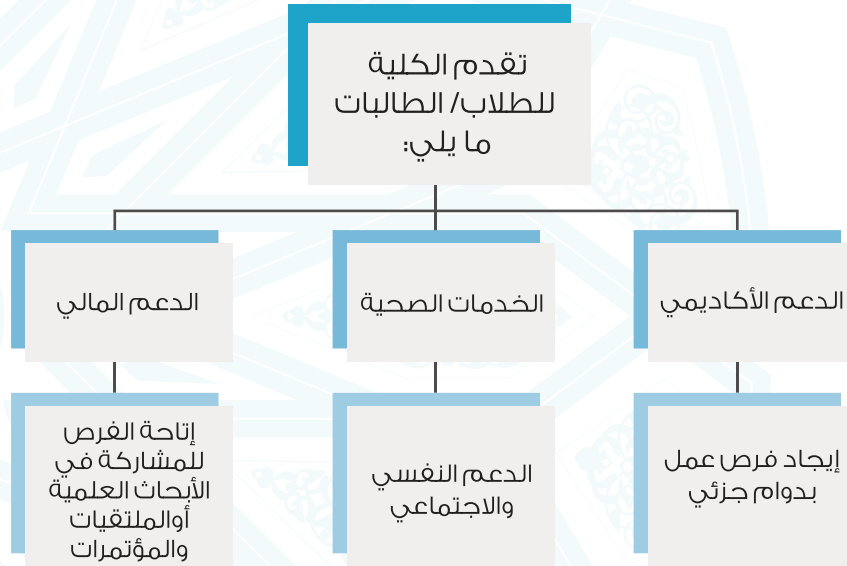 تقدم الكلية
للطلاب/ الطالبات
ما يلي:
الدعم الأكاديمي
الخدمات الصحية
الدعم المالي
إيجاد فرص عمل
بدوام جزئي
الدعم النفسي
والاجتماعي
إتاحة الفرص
للمشاركة في
الأبحاث العلمية
أوالملتقيات
والمؤتمرات